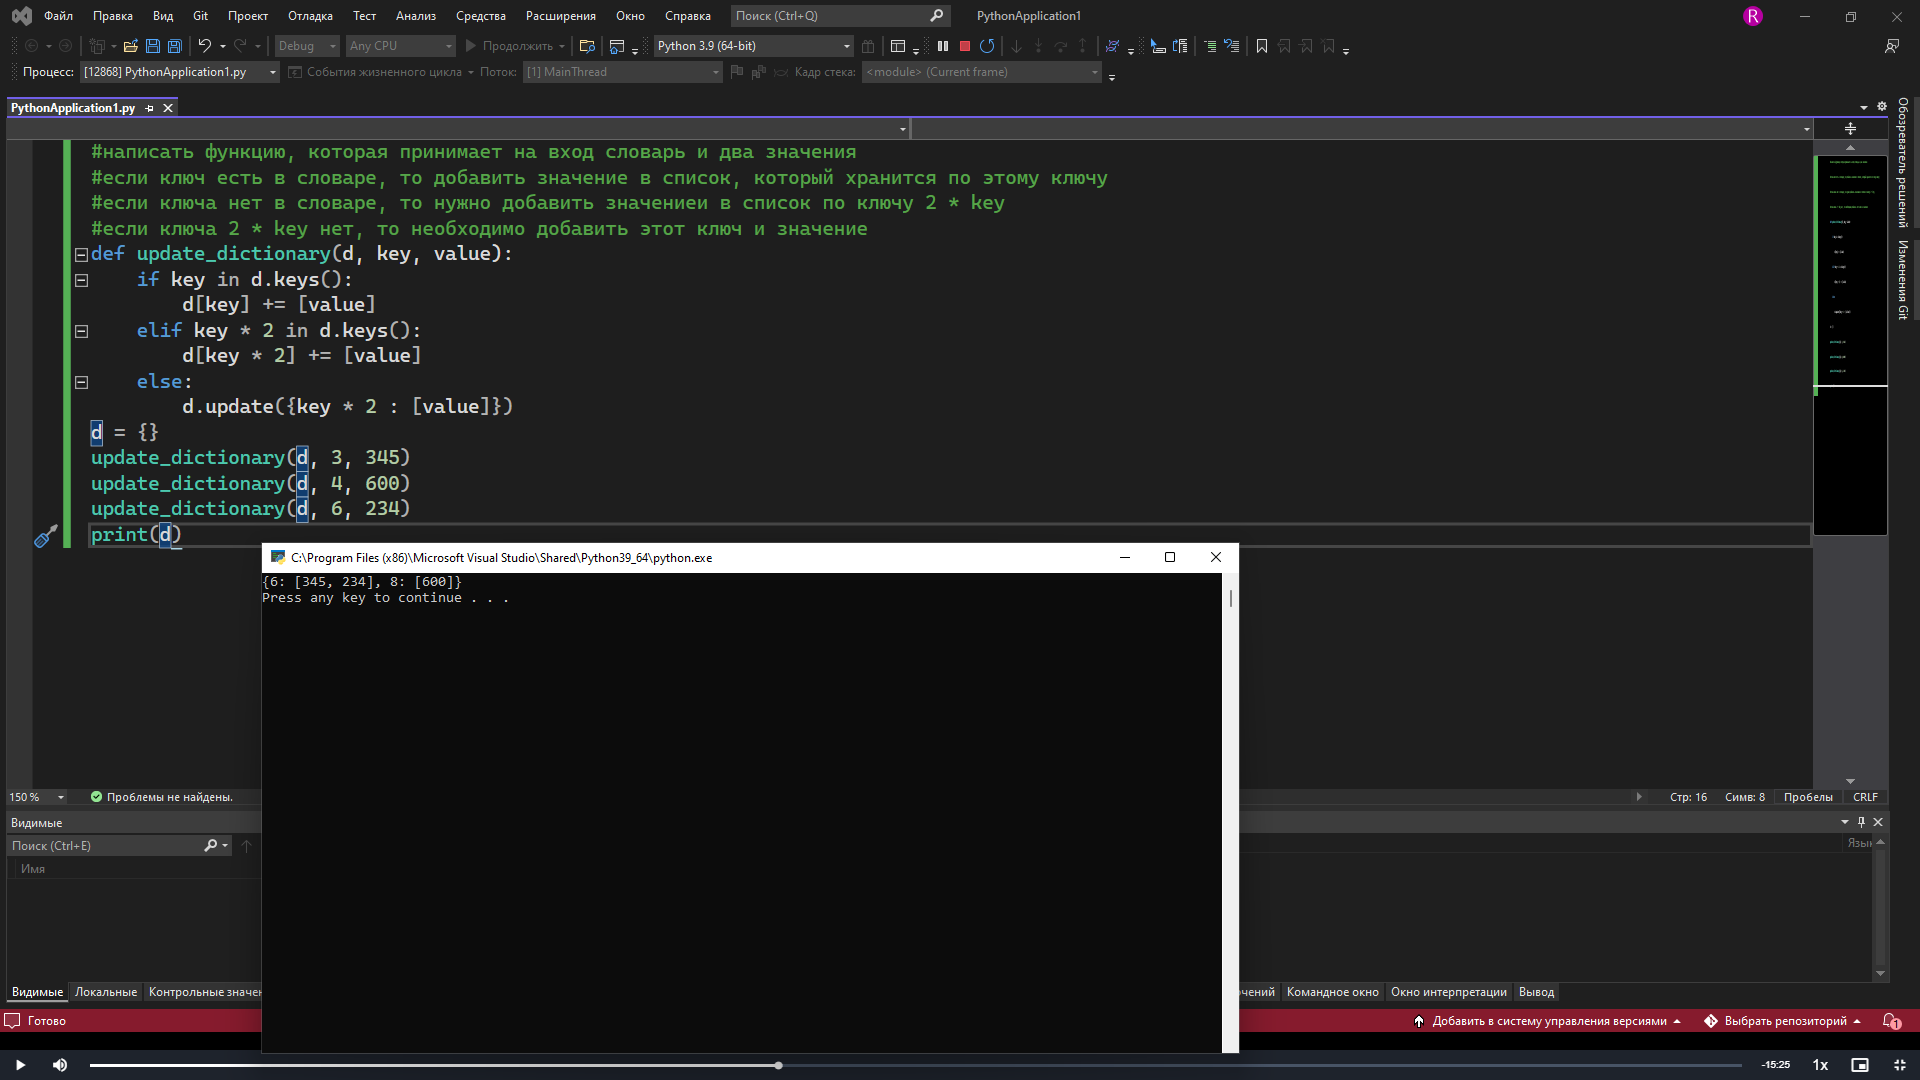 Файл Правка Вид Git Проект Отладка Тест Анализ Средства Расширения Окно Справка Поиск (Ctrl+Q) PythonApplication1 R
Debug Any CPU Продолжить Python 3.9 (64-bit)
Процесс: [12868] PythonApplication1.py События жизненного цикла Поток: [1] MainThread Кадр стека: <module> (Current frame)
PythonApplication1.py
Обозреватель решений
Изменения Git
#написать функцию, которая принимает на вход словарь и два значения
#если ключ есть в словаре, то добавить значение в список, который хранится по этому ключу
#если ключа нет в словаре, то нужно добавить значениеи в список по ключу 2 * key
#если ключа 2 * key нет, то необходимо добавить этот ключ и значение
def update_dictionary(d, key, value):
    if key in d.keys():
        d[key] += [value]
    elif key * 2 in d.keys():
        d[key * 2] += [value]
    else:
        d.update({key * 2 : [value]})
d = {}
update_dictionary(d, 3, 345)
update_dictionary(d, 4, 600)
update_dictionary(d, 6, 234)
print(d)
C:\Program Files (x86)\Microsoft Visual Studio\Shared\Python39_64\python.exe
{6: [345, 234], 8: [600]}
Press any key to continue . . .
150 % Проблемы не найдены. Стр: 16 Симв: 8 Пробелы CRLF
Видимые
Поиск (Ctrl+E)
Имя
Язык
Видимые Локальные Контрольные значен
очений Командное окно Окно интерпретации Вывод
Готово Добавить в систему управления версиями Выбрать репозиторий 1
-15:25 1x